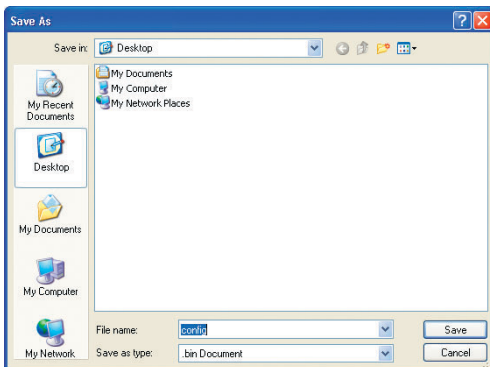 Save As
Save in:
Desktop
My Recent
Documents
Desktop
My Documents
My Computer
My Network
My Documents
My Computer
My Network Places
File name:
config
Save
Save as type:
.bin Document
Cancel